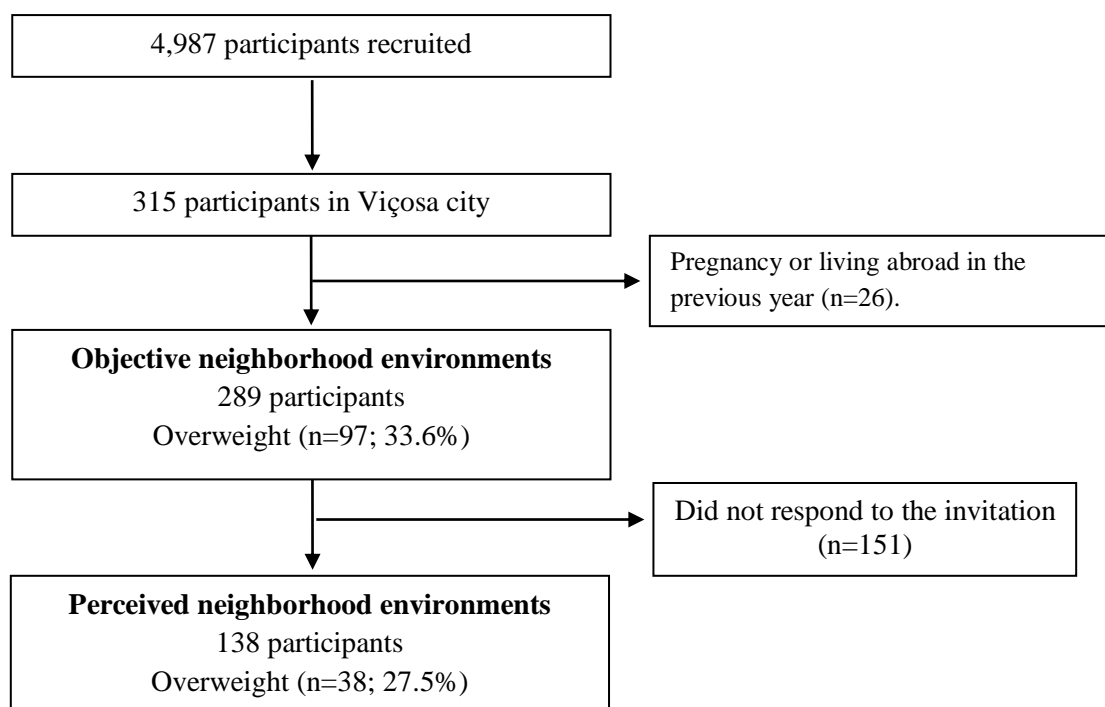 4,987 participants recruited
315 participants in Viçosa city
Pregnancy or living abroad in the
previous year (n=26).
Objective neighborhood environments
289 participants
Overweight (n=97; 33.6%)
Did not respond to the invitation
(n=151)
Perceived neighborhood environments
138 participants
Overweight (n=38; 27.5%)